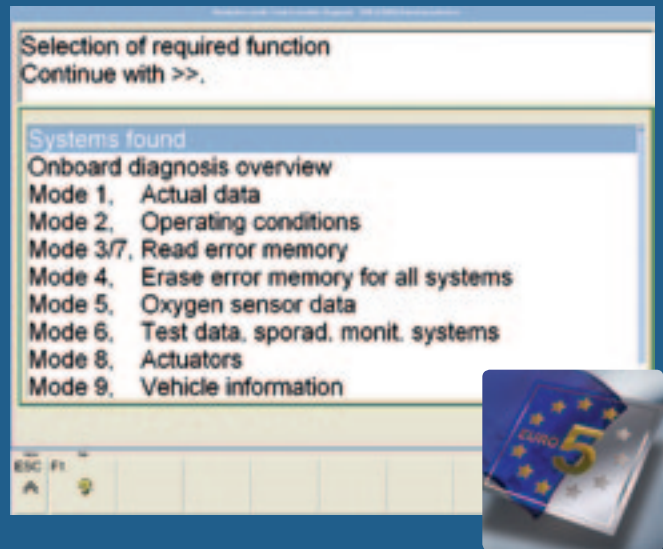 Selection of required function
Continue with >>.
Systems found
Onboard diagnosis overview
Mode 1, Actual data
Mode 2, Operating conditions
Mode 3/7, Read error memory
Mode 4, Erase error memory for all systems
Mode 5, Oxygen sensor data
Mode 6, Test data, sporad. monit. systems
Mode 8, Actuators
Mode 9, Vehicle information
EURO 5
ESC F1